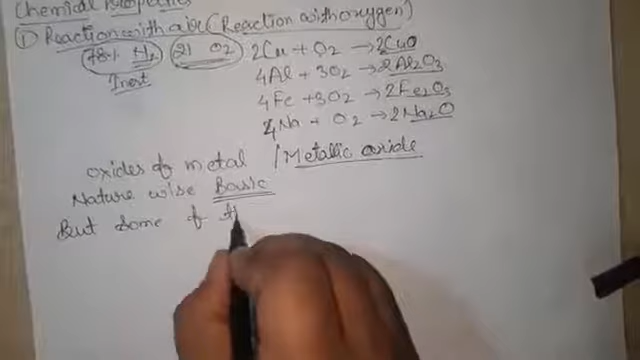 Chemical Properties
① Reaction with air (Reaction with oxygen)
78% N₂ 21 O₂
Inert
2Cu + O₂ → 2CuO
4Al + 3O₂ → 2Al₂O₃
4Fe + 3O₂ → 2Fe₂O₃
4Na + O₂ → 2Na₂O
oxides of metal / Metallic oxide
Nature wise Basic
But some of